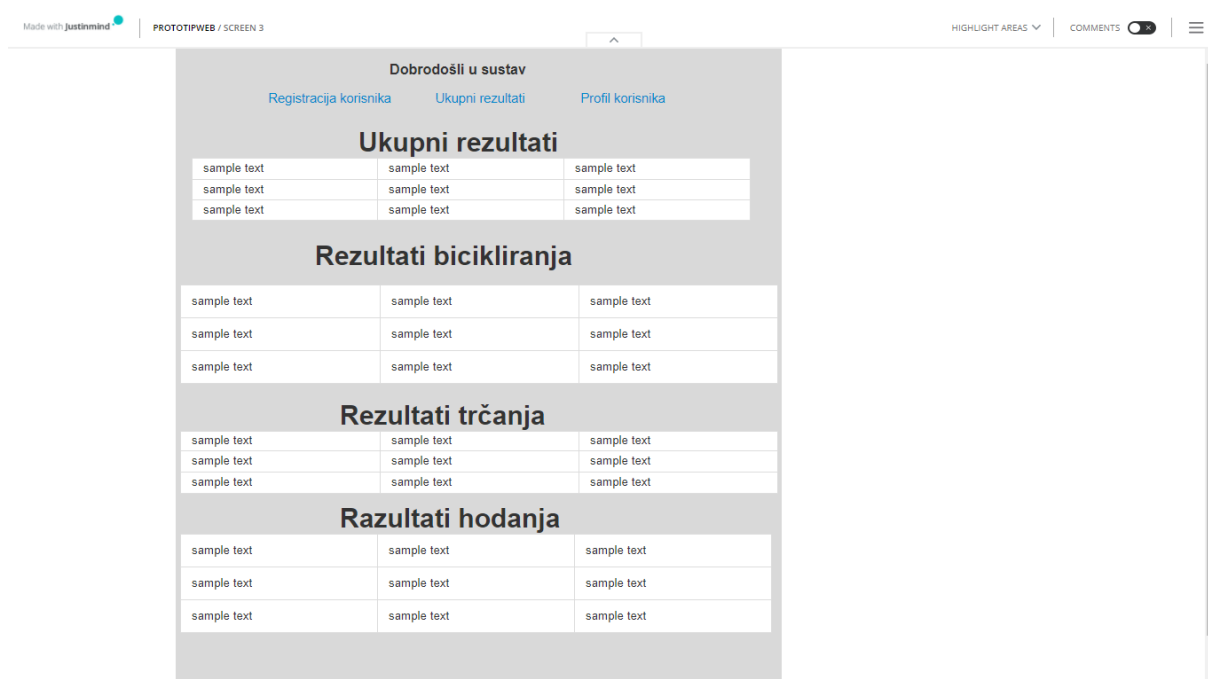 Made with Justinmind
PROTOTIPWEB / SCREEN 3
HIGHLIGHT AREAS
COMMENTS
Dobrodošli u sustav
Registracija korisnika Ukupni rezultati Profil korisnika
Ukupni rezultati
sample text sample text sample text
sample text sample text sample text
sample text sample text sample text
Rezultati bicikliranja
sample text sample text sample text
sample text sample text sample text
sample text sample text sample text
Rezultati trčanja
sample text sample text sample text
sample text sample text sample text
sample text sample text sample text
Razultati hodanja
sample text sample text sample text
sample text sample text sample text
sample text sample text sample text